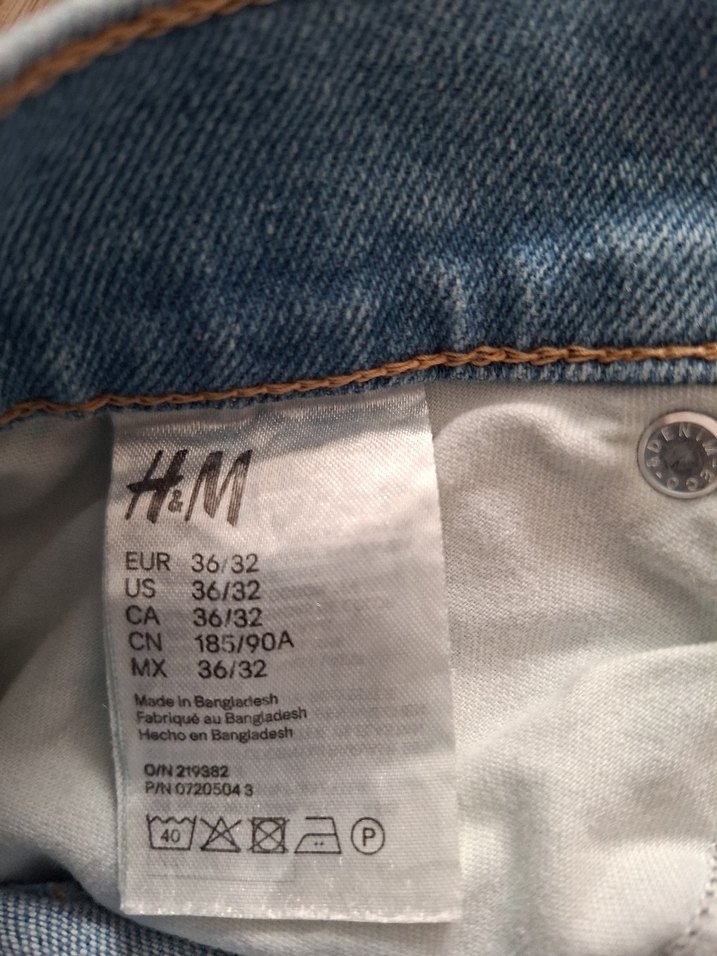 H&M
EUR 36/32
US 36/32
CA 36/32
CN 185/90A
MX 36/32
Made in Bangladesh
Fabriqué au Bangladesh
Hecho en Bangladesh
O/N 219382
P/N 0720504 3
40
P
DENIM